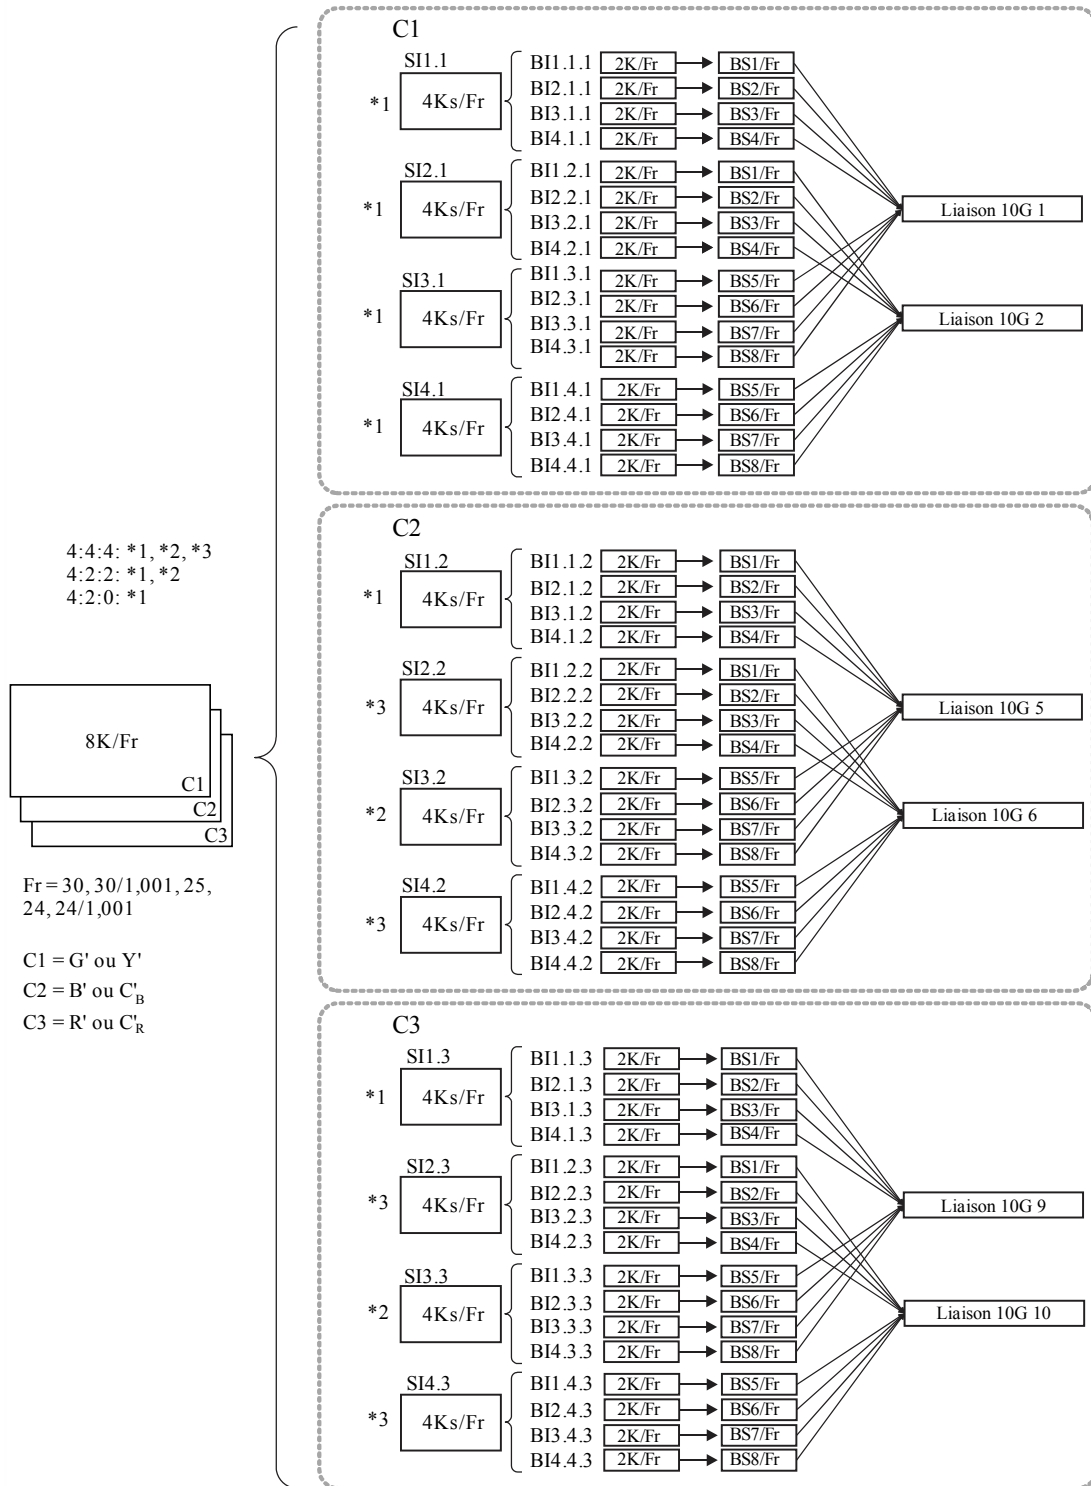 4:4:4: *1, *2, *3
4:2:2: *1, *2
4:2:0: *1
8K/Fr
C1
C2
C3
Fr = 30, 30/1,001, 25,
24, 24/1,001
C1 = G' ou Y'
C2 = B' ou C'B
C3 = R' ou C'R
C1
SI1.1
*1
4Ks/Fr
BI1.1.1 2K/Fr BS1/Fr
BI2.1.1 2K/Fr BS2/Fr
BI3.1.1 2K/Fr BS3/Fr
BI4.1.1 2K/Fr BS4/Fr
SI2.1
*1
4Ks/Fr
BI1.2.1 2K/Fr BS1/Fr
BI2.2.1 2K/Fr BS2/Fr
BI3.2.1 2K/Fr BS3/Fr
BI4.2.1 2K/Fr BS4/Fr
SI3.1
*1
4Ks/Fr
BI1.3.1 2K/Fr BS5/Fr
BI2.3.1 2K/Fr BS6/Fr
BI3.3.1 2K/Fr BS7/Fr
BI4.3.1 2K/Fr BS8/Fr
SI4.1
*1
4Ks/Fr
BI1.4.1 2K/Fr BS5/Fr
BI2.4.1 2K/Fr BS6/Fr
BI3.4.1 2K/Fr BS7/Fr
BI4.4.1 2K/Fr BS8/Fr
Liaison 10G 1
Liaison 10G 2
C2
SI1.2
*1
4Ks/Fr
BI1.1.2 2K/Fr BS1/Fr
BI2.1.2 2K/Fr BS2/Fr
BI3.1.2 2K/Fr BS3/Fr
BI4.1.2 2K/Fr BS4/Fr
SI2.2
*3
4Ks/Fr
BI1.2.2 2K/Fr BS1/Fr
BI2.2.2 2K/Fr BS2/Fr
BI3.2.2 2K/Fr BS3/Fr
BI4.2.2 2K/Fr BS4/Fr
SI3.2
*2
4Ks/Fr
BI1.3.2 2K/Fr BS5/Fr
BI2.3.2 2K/Fr BS6/Fr
BI3.3.2 2K/Fr BS7/Fr
BI4.3.2 2K/Fr BS8/Fr
SI4.2
*3
4Ks/Fr
BI1.4.2 2K/Fr BS5/Fr
BI2.4.2 2K/Fr BS6/Fr
BI3.4.2 2K/Fr BS7/Fr
BI4.4.2 2K/Fr BS8/Fr
Liaison 10G 5
Liaison 10G 6
C3
SI1.3
*1
4Ks/Fr
BI1.1.3 2K/Fr BS1/Fr
BI2.1.3 2K/Fr BS2/Fr
BI3.1.3 2K/Fr BS3/Fr
BI4.1.3 2K/Fr BS4/Fr
SI2.3
*3
4Ks/Fr
BI1.2.3 2K/Fr BS1/Fr
BI2.2.3 2K/Fr BS2/Fr
BI3.2.3 2K/Fr BS3/Fr
BI4.2.3 2K/Fr BS4/Fr
SI3.3
*2
4Ks/Fr
BI1.3.3 2K/Fr BS5/Fr
BI2.3.3 2K/Fr BS6/Fr
BI3.3.3 2K/Fr BS7/Fr
BI4.3.3 2K/Fr BS8/Fr
SI4.3
*3
4Ks/Fr
BI1.4.3 2K/Fr BS5/Fr
BI2.4.3 2K/Fr BS6/Fr
BI3.4.3 2K/Fr BS7/Fr
BI4.4.3 2K/Fr BS8/Fr
Liaison 10G 9
Liaison 10G 10